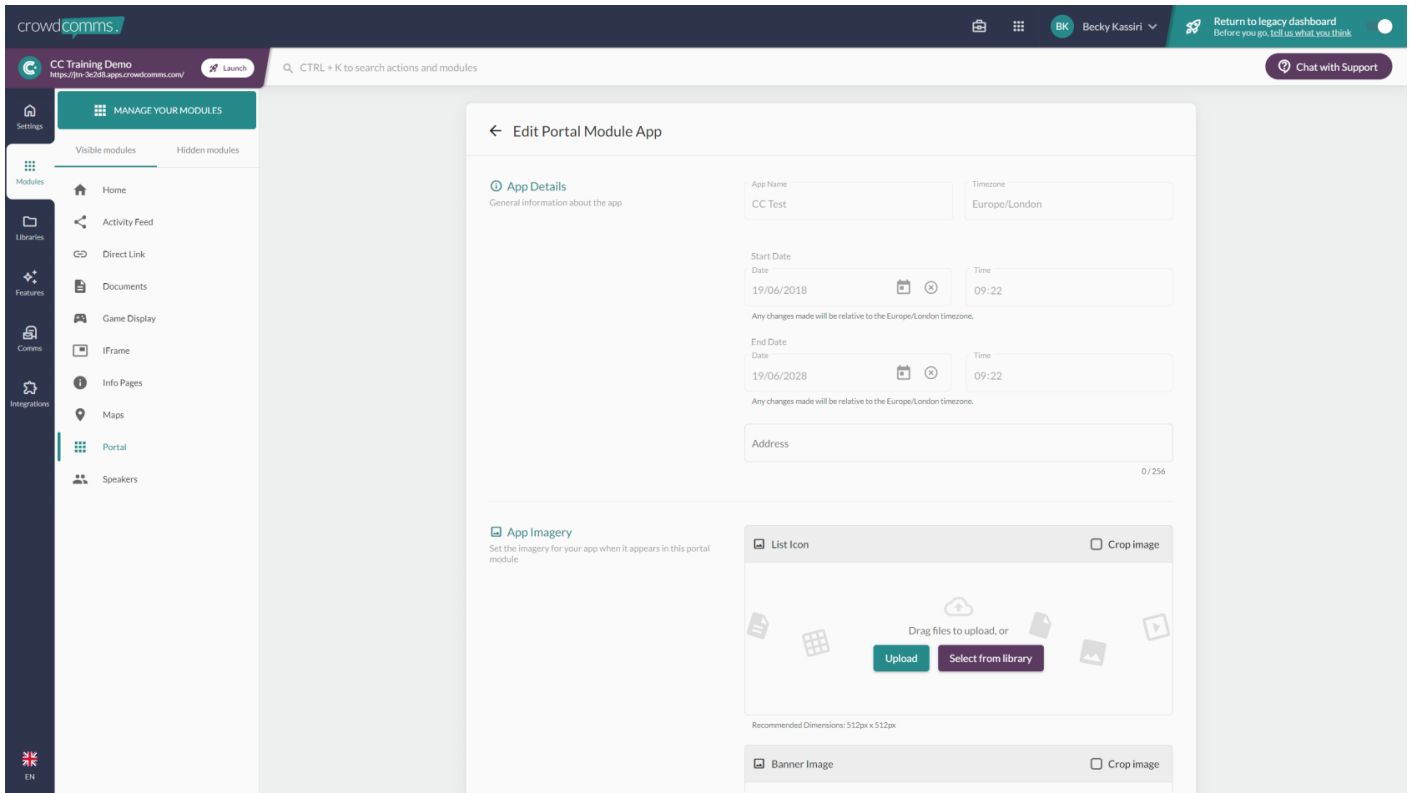 crowdcomms.
BK
Becky Kassiri
Return to legacy dashboard
Before you go, tell us what you think
CC Training Demo
https://jtn-3e2d8.apps.crowdcomms.com/
Launch
CTRL + K to search actions and modules
Chat with Support
Settings
Modules
Libraries
Features
Comms
Integrations
EN
MANAGE YOUR MODULES
Visible modules
Hidden modules
Home
Activity Feed
Direct Link
Documents
Game Display
IFrame
Info Pages
Maps
Portal
Speakers
Edit Portal Module App
App Details
General information about the app
App Name
CC Test
Timezone
Europe/London
Start Date
Date
19/06/2018
Time
09:22
Any changes made will be relative to the Europe/London timezone.
End Date
Date
19/06/2028
Time
09:22
Any changes made will be relative to the Europe/London timezone.
Address
0 / 256
App Imagery
Set the imagery for your app when it appears in this portal
module
List Icon
Crop image
Drag files to upload, or
Upload
Select from library
Recommended Dimensions: 512px x 512px
Banner Image
Crop image